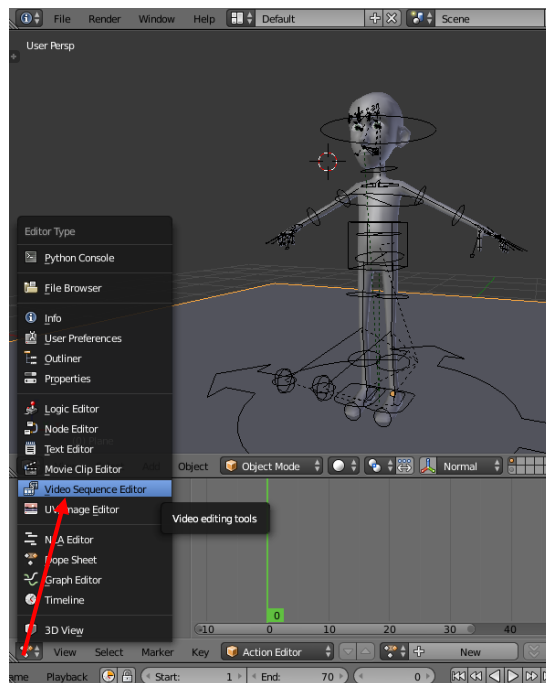 File Render Window Help Default Scene
User Persp
Editor Type
Python Console
File Browser
Info
User Preferences
Outliner
Properties
Logic Editor
Node Editor
Text Editor
Movie Clip Editor
Add Object Object Mode Normal
Video Sequence Editor
UV/Image Editor
Video editing tools
NLA Editor
Dope Sheet
Graph Editor
Timeline
0
3D View
-10 0 10 20 30 40
View Select Marker Key Action Editor New
ame Playback Start: 1 End: 70 0